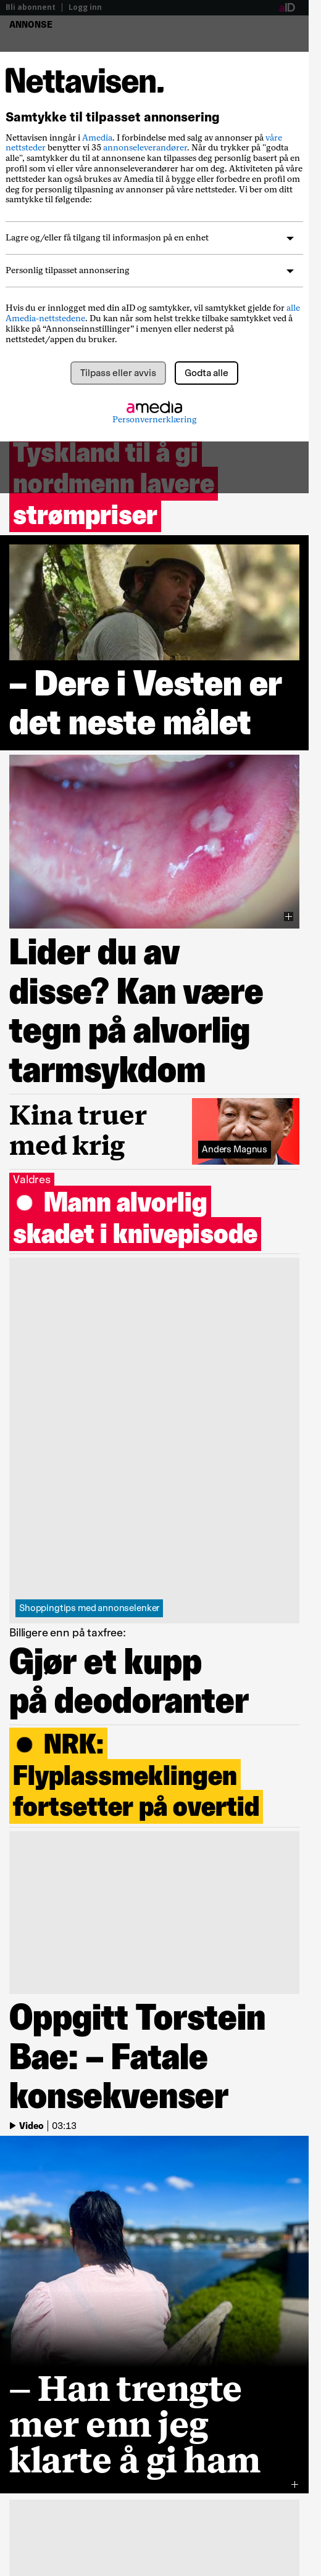 Bli abonnent | Logg inn
aID
ANNONSE
Nettavisen.
Samtykke til tilpasset annonsering
Nettavisen inngår i Amedia. I forbindelse med salg av annonser på våre
nettsteder benytter vi 35 annonseleverandører. Når du trykker på "godta
alle", samtykker du til at annonsene kan tilpasses deg personlig basert på en
profil som vi eller våre annonseleverandører har om deg. Aktiviteten på våre
nettsteder kan også brukes av Amedia til å bygge eller forbedre en profil om
deg for personlig tilpasning av annonser på våre nettsteder. Vi ber om ditt
samtykke til følgende:
Lagre og/eller få tilgang til informasjon på en enhet
Personlig tilpasset annonsering
Hvis du er innlogget med din aID og samtykker, vil samtykket gjelde for alle
Amedia-nettstedene. Du kan når som helst trekke tilbake samtykket ved å
klikke på “Annonseinnstillinger” i menyen eller nederst på
nettstedet/appen du bruker.
Tilpass eller avvis
Godta alle
amedia
Personvernerklæring
Tyskland til å gi
nordmenn lavere
strømpriser
– Dere i Vesten er
det neste målet
Lider du av
disse? Kan være
tegn på alvorlig
tarmsykdom
Kina truer
med krig
Anders Magnus
Valdres
Mann alvorlig
skadet i knivepisode
Shoppingtips med annonselenker
Billigere enn på taxfree:
Gjør et kupp
på deodoranter
NRK:
Flyplassmeklingen
fortsetter på overtid
Oppgitt Torstein
Bae: – Fatale
konsekvenser
Video | 03:13
– Han trengte
mer enn jeg
klarte å gi ham